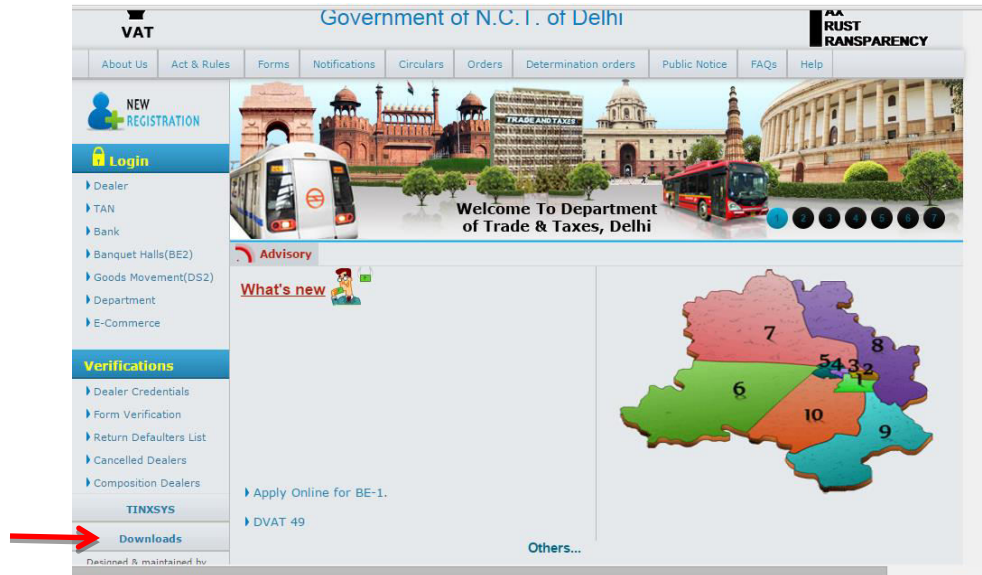 VAT
Government of N.C.T. of Delhi
RUST
RANSPARENCY
About Us Act & Rules Forms Notifications Circulars Orders Determination orders Public Notice FAQs Help
NEW
REGISTRATION
Login
Dealer
TAN
Bank
Banquet Halls(BE2)
Goods Movement(DS2)
Department
E-Commerce
Verifications
Dealer Credentials
Form Verification
Return Defaulters List
Cancelled Dealers
Composition Dealers
TINXSYS
Downloads
Designed & maintained by
TRADE AND TAXES
Welcome To Department
of Trade & Taxes, Delhi
1 2 3 4 5 6 7
Advisory
What's new
7
8
5 4 3 2
1
6
10
9
Apply Online for BE-1.
DVAT 49
Others...